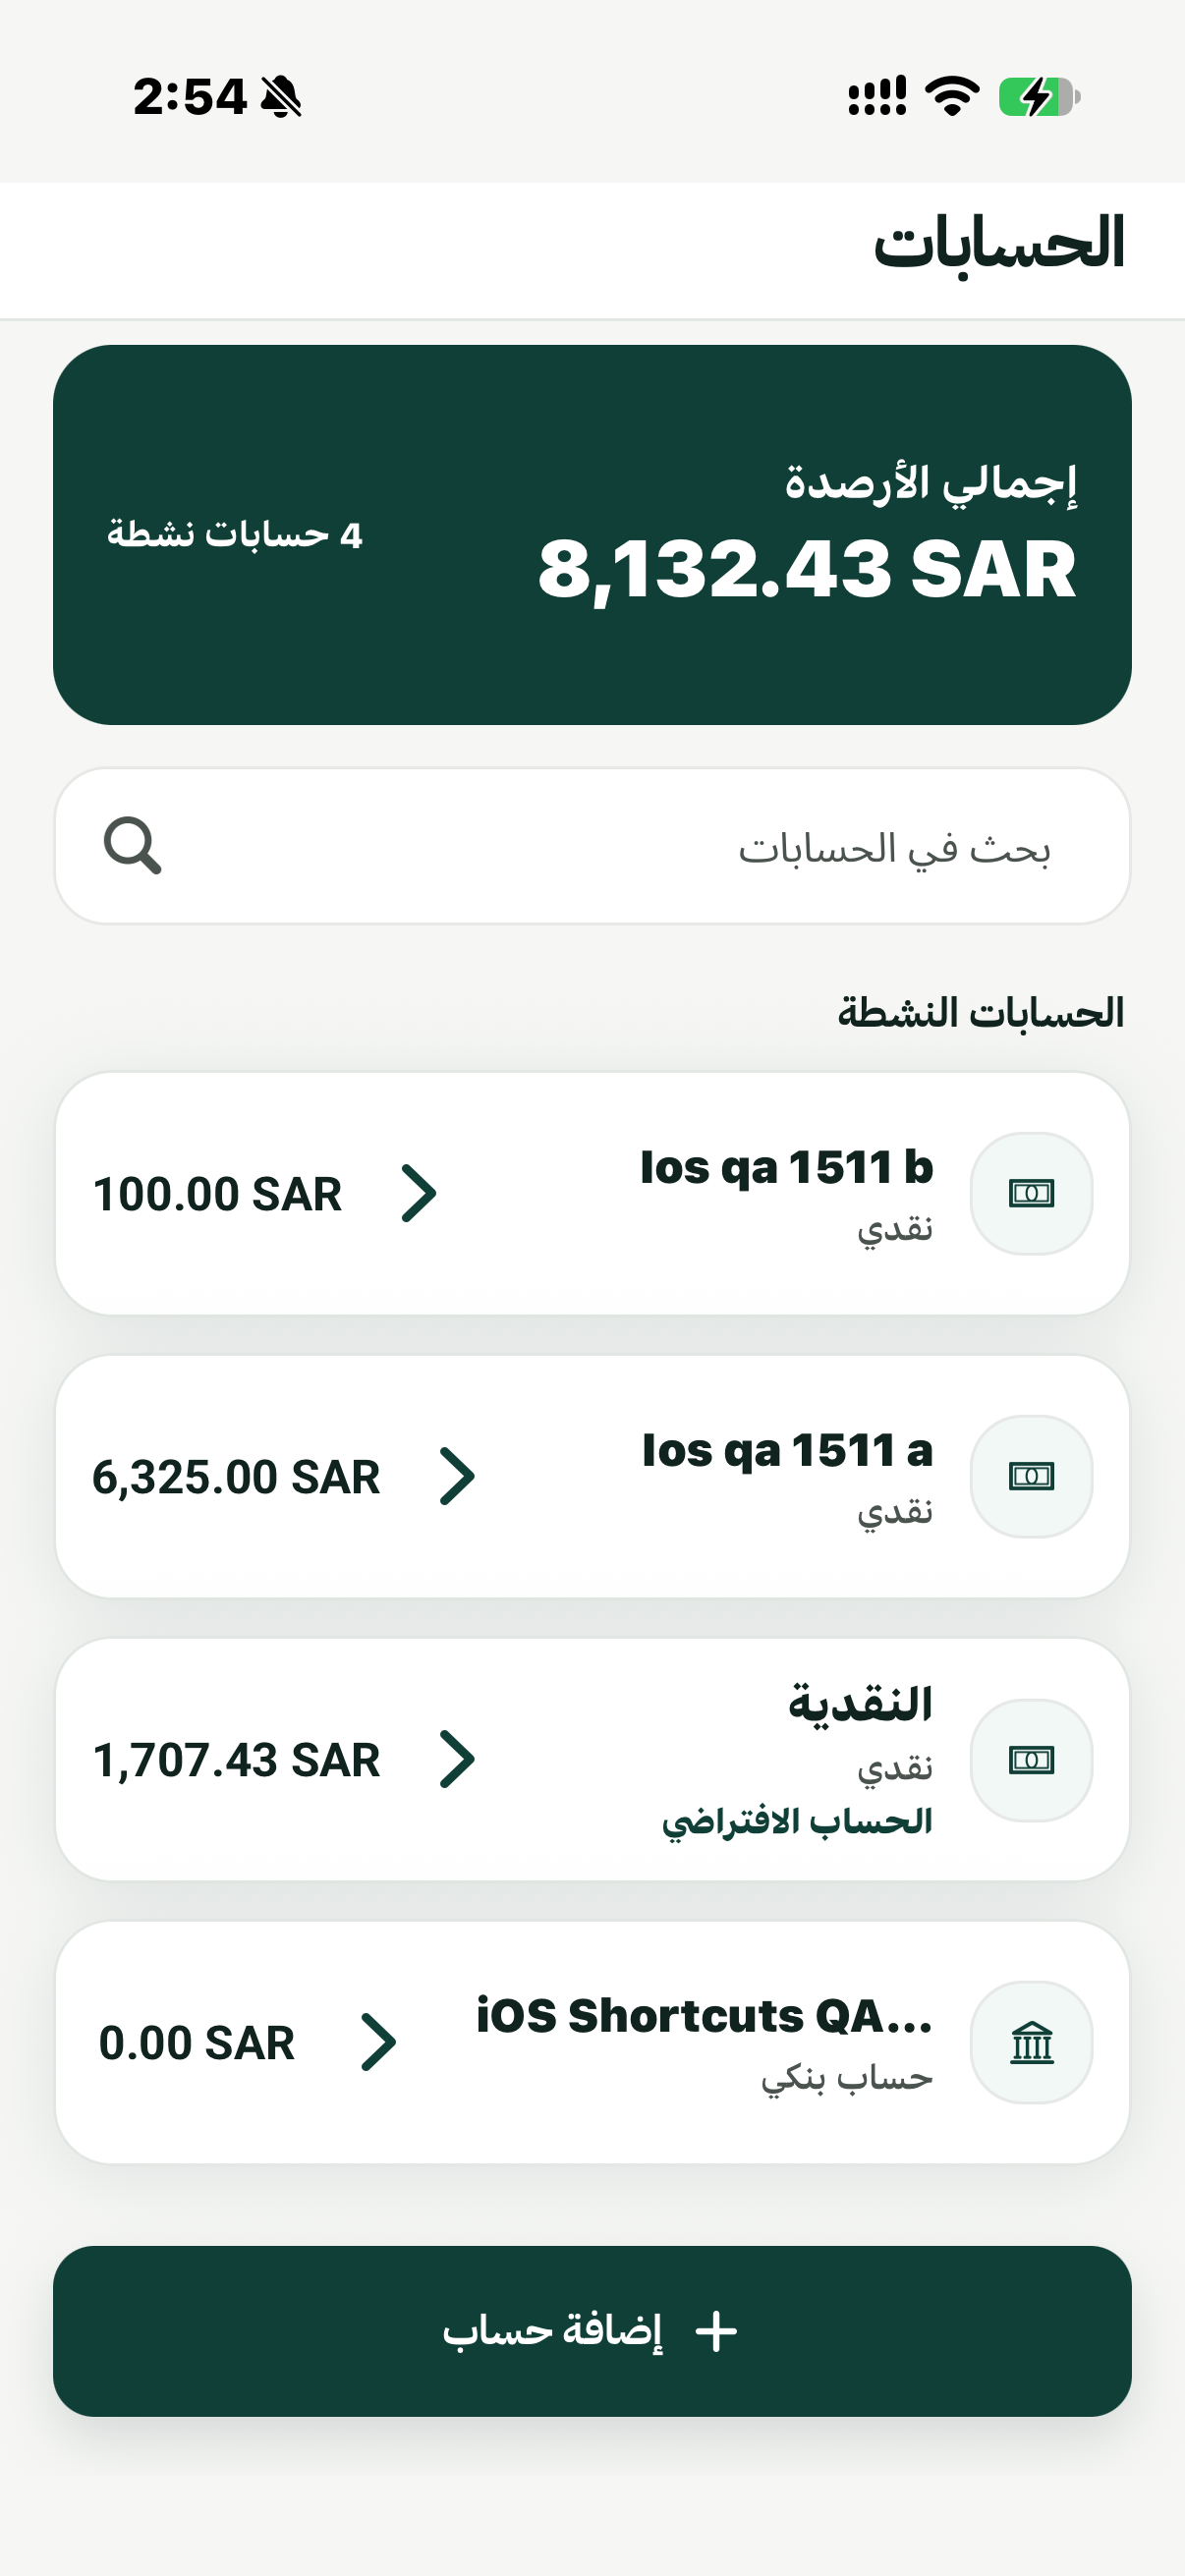 2:54
الحسابات
إجمالي الأرصدة
8,132.43 SAR
4 حسابات نشطة
بحث في الحسابات
الحسابات النشطة
Ios qa 1511 b
نقدي
100.00 SAR
Ios qa 1511 a
نقدي
6,325.00 SAR
النقدية
نقدي
الحساب الافتراضي
1,707.43 SAR
iOS Shortcuts QA...
حساب بنكي
0.00 SAR
+ إضافة حساب